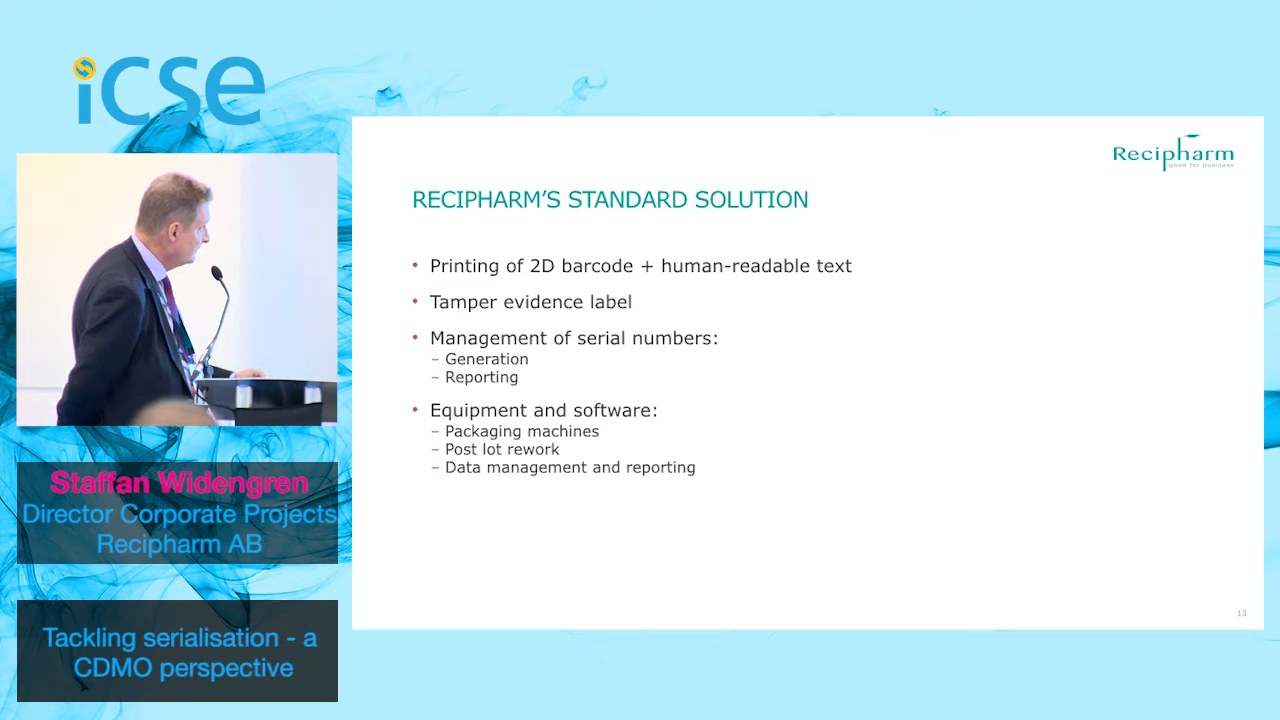 icse
Staffan Widengren
Director Corporate Projects
Recipharm AB
Tackling serialisation - a
CDMO perspective
Recipharm
good for business
RECIPHARM'S STANDARD SOLUTION
• Printing of 2D barcode + human-readable text
• Tamper evidence label
• Management of serial numbers:
– Generation
– Reporting
• Equipment and software:
– Packaging machines
– Post lot rework
– Data management and reporting
13